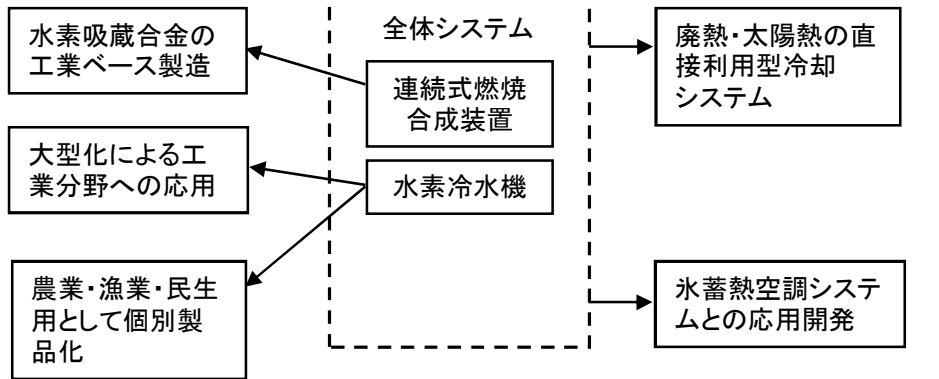 水素吸蔵合金の
工業ベース製造
大型化による工
業分野への応用
農業・漁業・民生
用として個別製
品化
全体システム
連続式燃焼
合成装置
水素冷水機
廃熱・太陽熱の直
接利用型冷却
システム
氷蓄熱空調システ
ムとの応用開発